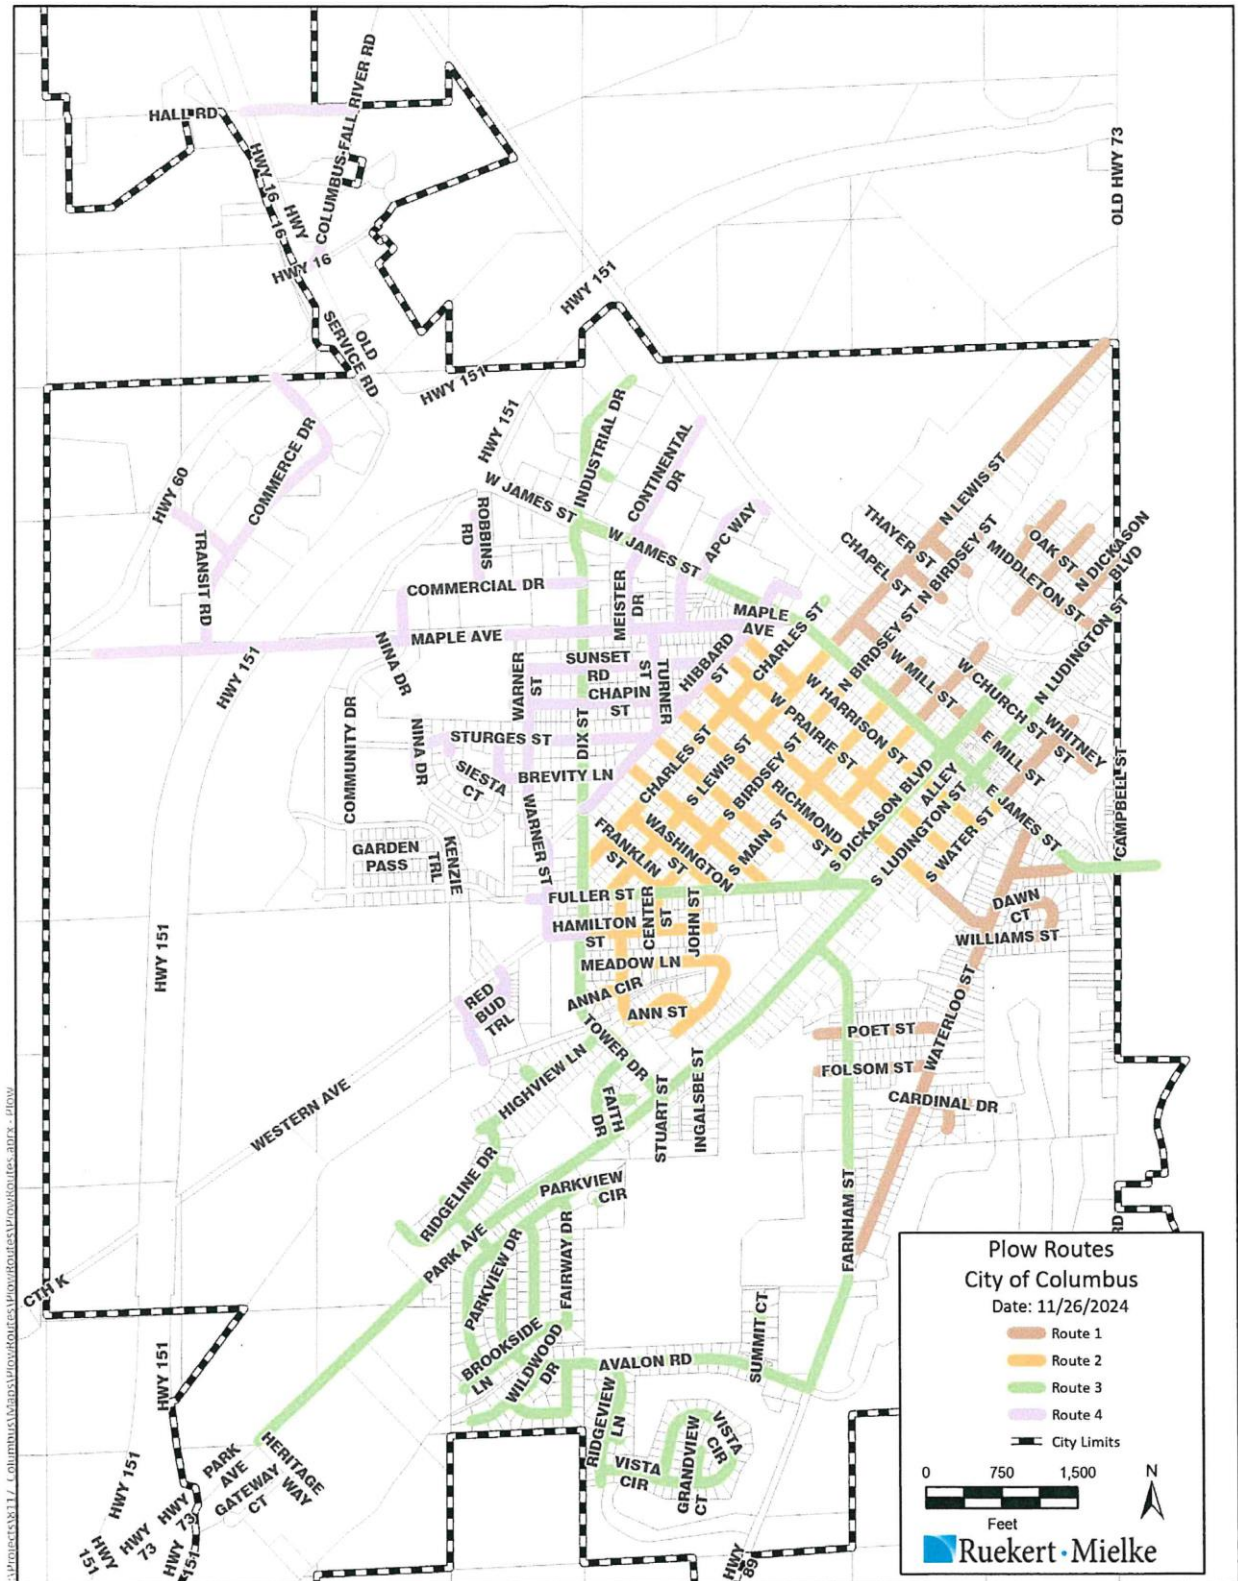 HALL RD
COLUMBUS-FALL RIVER RD
HWY 16
HWY 16
HWY 16
OLD SERVICE RD
OLD HWY 73
HWY 151
HWY 151
HWY 151
HWY 60
COMMERCE DR
TRANSIT RD
INDUSTRIAL DR
CONTINENTAL DR
W JAMES ST
W JAMES ST
APC WAY
ROBBINS RD
COMMERCIAL DR
MEISTER DR
MAPLE AVE
MAPLE AVE
THAYER ST
CHAPEL ST
N LEWIS ST
N BIRDSEY ST
N BIRDSEY ST
OAK ST
MIDDLETON ST
N DICKASON BLVD
N LUDINGTON ST
CHARLES ST
HIBBARD ST
HWY 151
NINA DR
NINA DR
COMMUNITY DR
WARNER ST
SUNSET RD
CHAPIN ST
TURNER ST
DIX ST
STURGES ST
SIESTA CT
BREVITY LN
WARNER ST
W MILL ST
W CHURCH ST
W HARRISON ST
W PRAIRIE ST
WHITNEY ST
E MILL ST
E JAMES ST
CAMPBELL ST
CHARLES ST
S LEWIS ST
S BIRDSEY ST
RICHMOND ST
S MAIN ST
S DICKASON BLVD
ALLEY
S LUDINGTON ST
S WATER ST
FRANKLIN ST
WASHINGTON ST
GARDEN PASS
KENZIE TRL
FULLER ST
HAMILTON ST
CENTER ST
JOHN ST
MEADOW LN
ANNA CIR
ANN ST
DAWN CT
WILLIAMS ST
HWY 151
RED BUD TRL
WESTERN AVE
TOWER DR
HIGHVIEW LN
FAITH DR
STUART ST
INGALSBE ST
POET ST
FOLSOM ST
WATERLOO ST
CARDINAL DR
RIDGELINE DR
PARKVIEW CIR
PARK AVE
PARKVIEW DR
FAIRWAY DR
FARNHAM ST
RD
CTH K
BROOKSIDE LN
WILDWOOD DR
AVALON RD
SUMMIT CT
RIDGEVIEW LN
VISTA CIR
VISTA CIR
GRANDVIEW CT
HWY 151
HWY 151
HWY 151
HWY 73
HWY 73
HWY 151
PARK AVE
GATEWAY CT
HERITAGE WAY
HWY 89
Plow Routes
City of Columbus
Date: 11/26/2024
Route 1
Route 2
Route 3
Route 4
City Limits
0 750 1,500
Feet
N
Ruekert·Mielke